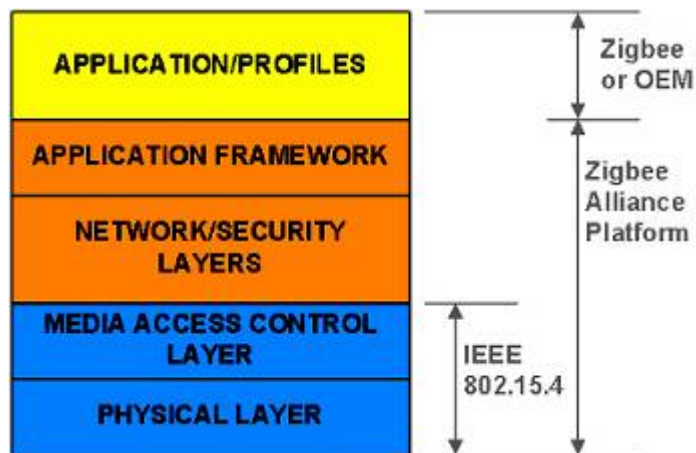 APPLICATION/PROFILES
APPLICATION FRAMEWORK
NETWORK/SECURITY
LAYERS
MEDIA ACCESS CONTROL
LAYER
PHYSICAL LAYER
Zigbee
or OEM
Zigbee
Alliance
Platform
IEEE
802.15.4